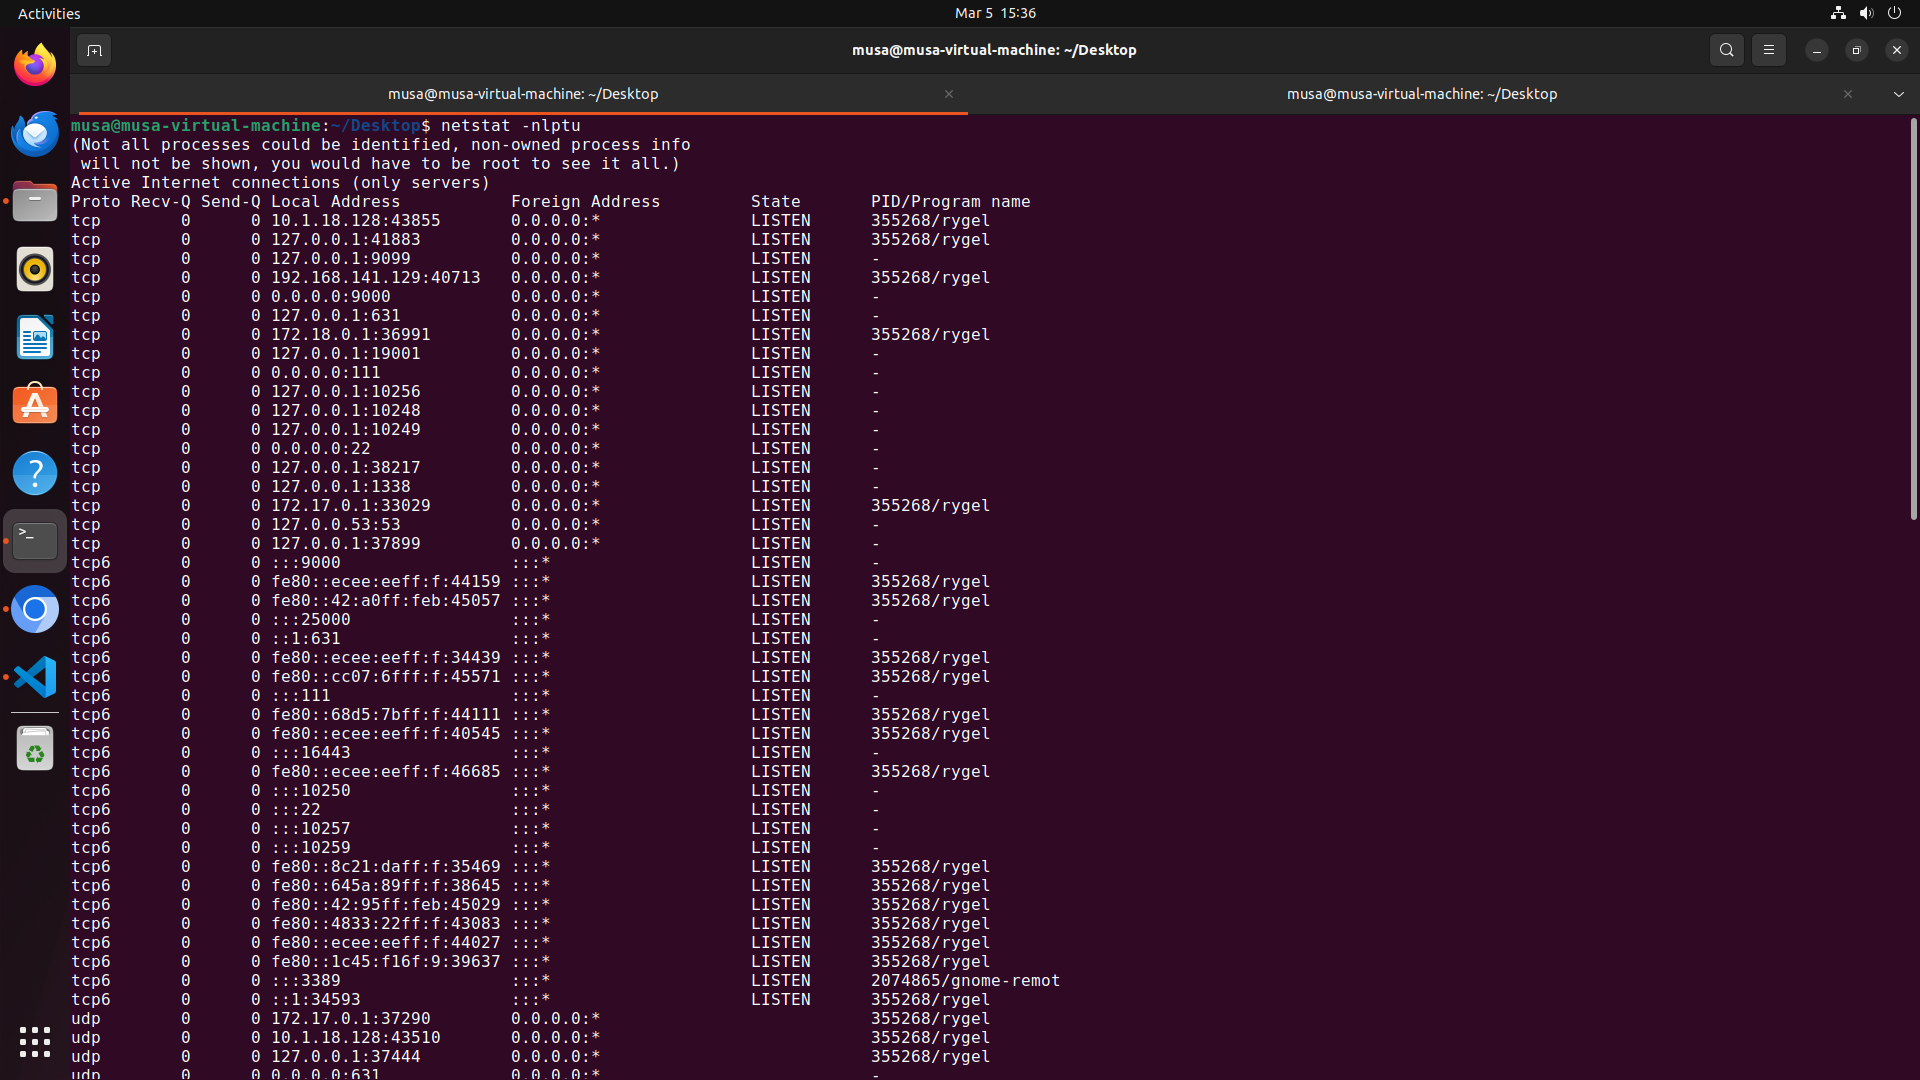 Activities
Mar 5 15:36
musa@musa-virtual-machine: ~/Desktop
musa@musa-virtual-machine: ~/Desktop
musa@musa-virtual-machine: ~/Desktop
musa@musa-virtual-machine:~/Desktop$ netstat -nlptu
(Not all processes could be identified, non-owned process info
 will not be shown, you would have to be root to see it all.)
Active Internet connections (only servers)
Proto Recv-Q Send-Q Local Address           Foreign Address         State       PID/Program name
tcp        0      0 10.1.18.128:43855       0.0.0.0:*               LISTEN      355268/rygel
tcp        0      0 127.0.0.1:41883         0.0.0.0:*               LISTEN      355268/rygel
tcp        0      0 127.0.0.1:9099          0.0.0.0:*               LISTEN      -
tcp        0      0 192.168.141.129:40713   0.0.0.0:*               LISTEN      355268/rygel
tcp        0      0 0.0.0.0:9000            0.0.0.0:*               LISTEN      -
tcp        0      0 127.0.0.1:631           0.0.0.0:*               LISTEN      -
tcp        0      0 172.18.0.1:36991        0.0.0.0:*               LISTEN      355268/rygel
tcp        0      0 127.0.0.1:19001         0.0.0.0:*               LISTEN      -
tcp        0      0 0.0.0.0:111             0.0.0.0:*               LISTEN      -
tcp        0      0 127.0.0.1:10256         0.0.0.0:*               LISTEN      -
tcp        0      0 127.0.0.1:10248         0.0.0.0:*               LISTEN      -
tcp        0      0 127.0.0.1:10249         0.0.0.0:*               LISTEN      -
tcp        0      0 0.0.0.0:22              0.0.0.0:*               LISTEN      -
tcp        0      0 127.0.0.1:38217         0.0.0.0:*               LISTEN      -
tcp        0      0 127.0.0.1:1338          0.0.0.0:*               LISTEN      -
tcp        0      0 172.17.0.1:33029        0.0.0.0:*               LISTEN      355268/rygel
tcp        0      0 127.0.0.53:53           0.0.0.0:*               LISTEN      -
tcp        0      0 127.0.0.1:37899         0.0.0.0:*               LISTEN      -
tcp6       0      0 :::9000                 :::*                    LISTEN      -
tcp6       0      0 fe80::ecee:eeff:f:44159 :::*                    LISTEN      355268/rygel
tcp6       0      0 fe80::42:a0ff:feb:45057 :::*                    LISTEN      355268/rygel
tcp6       0      0 :::25000                :::*                    LISTEN      -
tcp6       0      0 ::1:631                 :::*                    LISTEN      -
tcp6       0      0 fe80::ecee:eeff:f:34439 :::*                    LISTEN      355268/rygel
tcp6       0      0 fe80::cc07:6fff:f:45571 :::*                    LISTEN      355268/rygel
tcp6       0      0 :::111                  :::*                    LISTEN      -
tcp6       0      0 fe80::68d5:7bff:f:44111 :::*                    LISTEN      355268/rygel
tcp6       0      0 fe80::ecee:eeff:f:40545 :::*                    LISTEN      355268/rygel
tcp6       0      0 :::16443                :::*                    LISTEN      -
tcp6       0      0 fe80::ecee:eeff:f:46685 :::*                    LISTEN      355268/rygel
tcp6       0      0 :::10250                :::*                    LISTEN      -
tcp6       0      0 :::22                   :::*                    LISTEN      -
tcp6       0      0 :::10257                :::*                    LISTEN      -
tcp6       0      0 :::10259                :::*                    LISTEN      -
tcp6       0      0 fe80::8c21:daff:f:35469 :::*                    LISTEN      355268/rygel
tcp6       0      0 fe80::645a:89ff:f:38645 :::*                    LISTEN      355268/rygel
tcp6       0      0 fe80::42:95ff:feb:45029 :::*                    LISTEN      355268/rygel
tcp6       0      0 fe80::4833:22ff:f:43083 :::*                    LISTEN      355268/rygel
tcp6       0      0 fe80::ecee:eeff:f:44027 :::*                    LISTEN      355268/rygel
tcp6       0      0 fe80::1c45:f16f:9:39637 :::*                    LISTEN      355268/rygel
tcp6       0      0 :::3389                 :::*                    LISTEN      2074865/gnome-remot
tcp6       0      0 ::1:34593               :::*                    LISTEN      355268/rygel
udp        0      0 172.17.0.1:37290        0.0.0.0:*                           355268/rygel
udp        0      0 10.1.18.128:43510       0.0.0.0:*                           355268/rygel
udp        0      0 127.0.0.1:37444         0.0.0.0:*                           355268/rygel
udp        0      0 0.0.0.0:631             0.0.0.0:*                           -